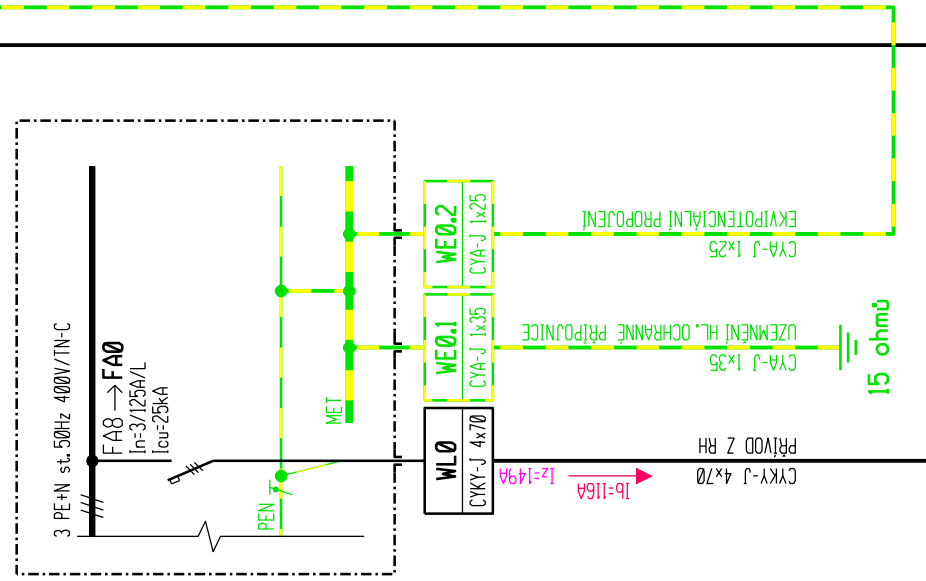 3 PE+N st. 50Hz 400V/TN-C
FA8 → FA0
In=3/125A/L
Icu=25kA
PEN
MET
WE0.2
CYA-J 1x25
EKVIPOTENCIÁLNÍ PROPOJENÍ
CYA-J 1x25
WE0.1
CYA-J 1x35
UZEMNĚNÍ HL. OCHRANNÉ PŘÍPOJNICE
CYA-J 1x35
15 ohmů
WL0
CYKY-J 4x70
PŘÍVOD Z RH
CYKY-J 4x70
Iz=149A
Ib=116A